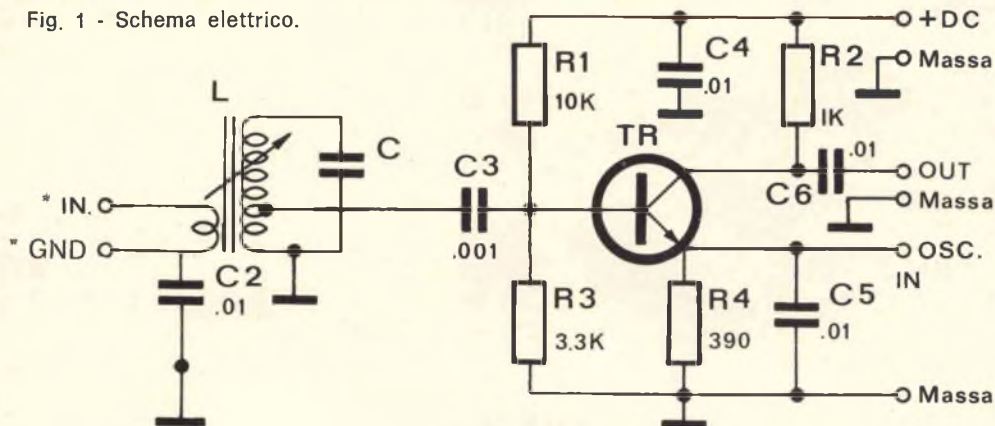 Fig. 1 - Schema elettrico.
+DC
R1
10K
C4
.01
R2
1K
Massa
L
C
TR
C3
.001
.01
C6
OUT
Massa
* IN.
* GND
C2
.01
OSC.
IN
R3
3.3K
R4
390
C5
.01
Massa